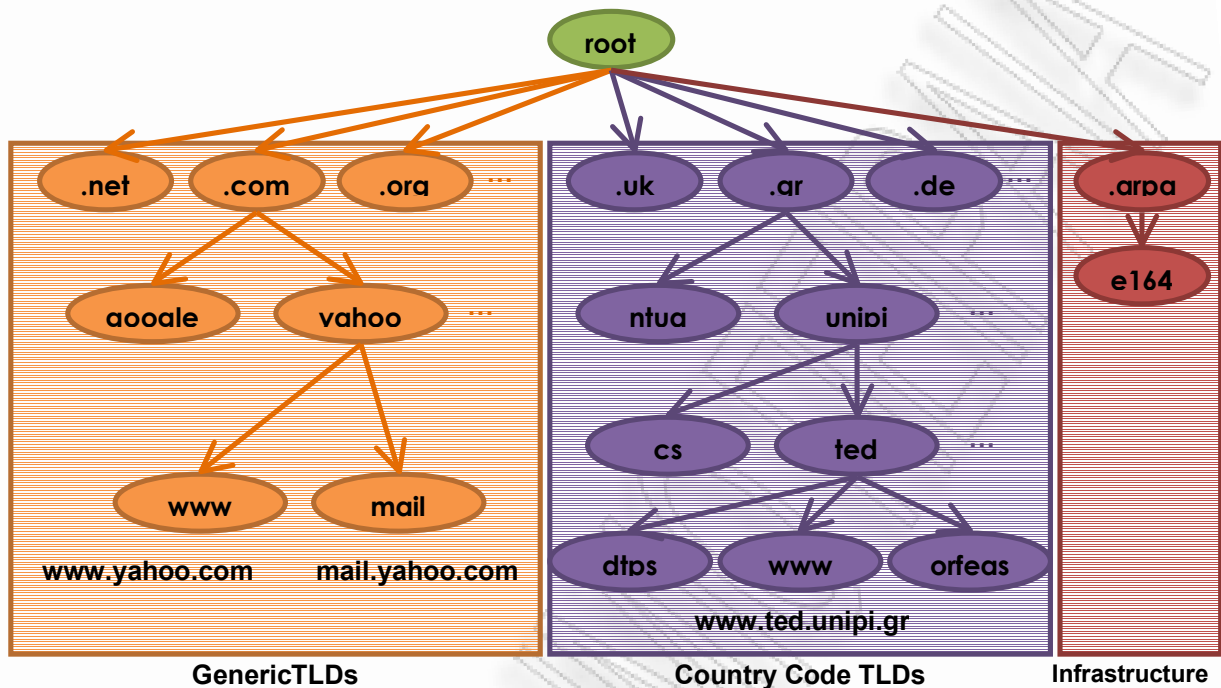 root
.net .com .org ... .uk .gr .de ... .arpa
e164
google yahoo ... ntua unipi ...
cs ted ...
www mail
dtps www orfeas
www.yahoo.com mail.yahoo.com
www.ted.unipi.gr
GenericTLDs Country Code TLDs Infrastructure